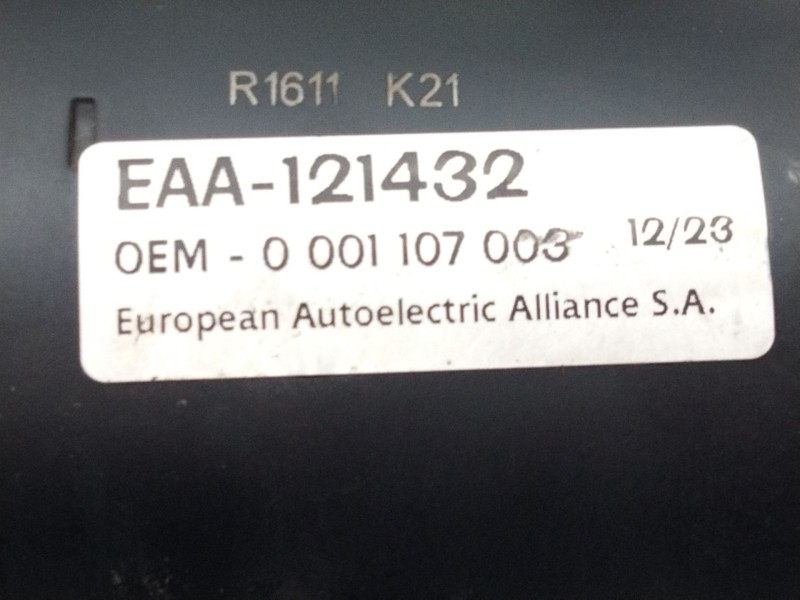 R1611 K21
EAA-121432
OEM - 0 001 107 003 12/23
European Autoelectric Alliance S.A.